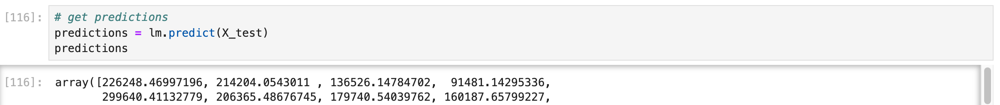 [116]: # get predictions
predictions = lm.predict(X_test)
predictions
[116]: array([226248.46997196, 214204.0543011 , 136526.14784702,  91481.14295336,
299640.41132779, 206365.48676745, 179740.54039762, 160187.65799227,